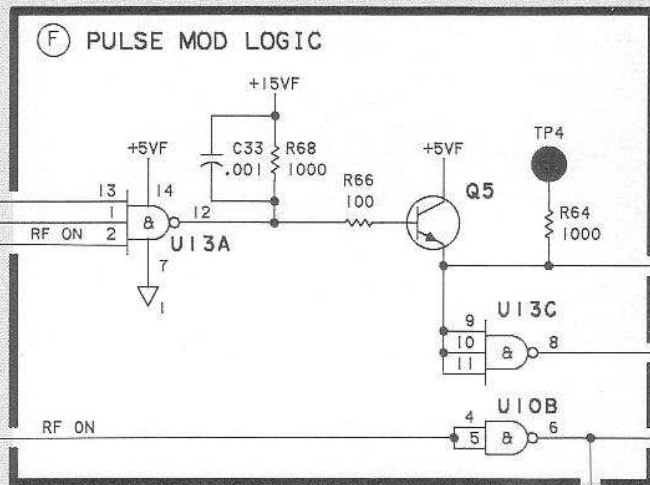 F PULSE MOD LOGIC
+15VF
TP4
+5VF
C33
.001
R68
1000
+5VF
13
14
R66
100
Q5
1
&
12
R64
1000
RF ON
2
U13A
7
1
U13C
9
10
&
8
11
U10B
RF ON
4
5
&
6